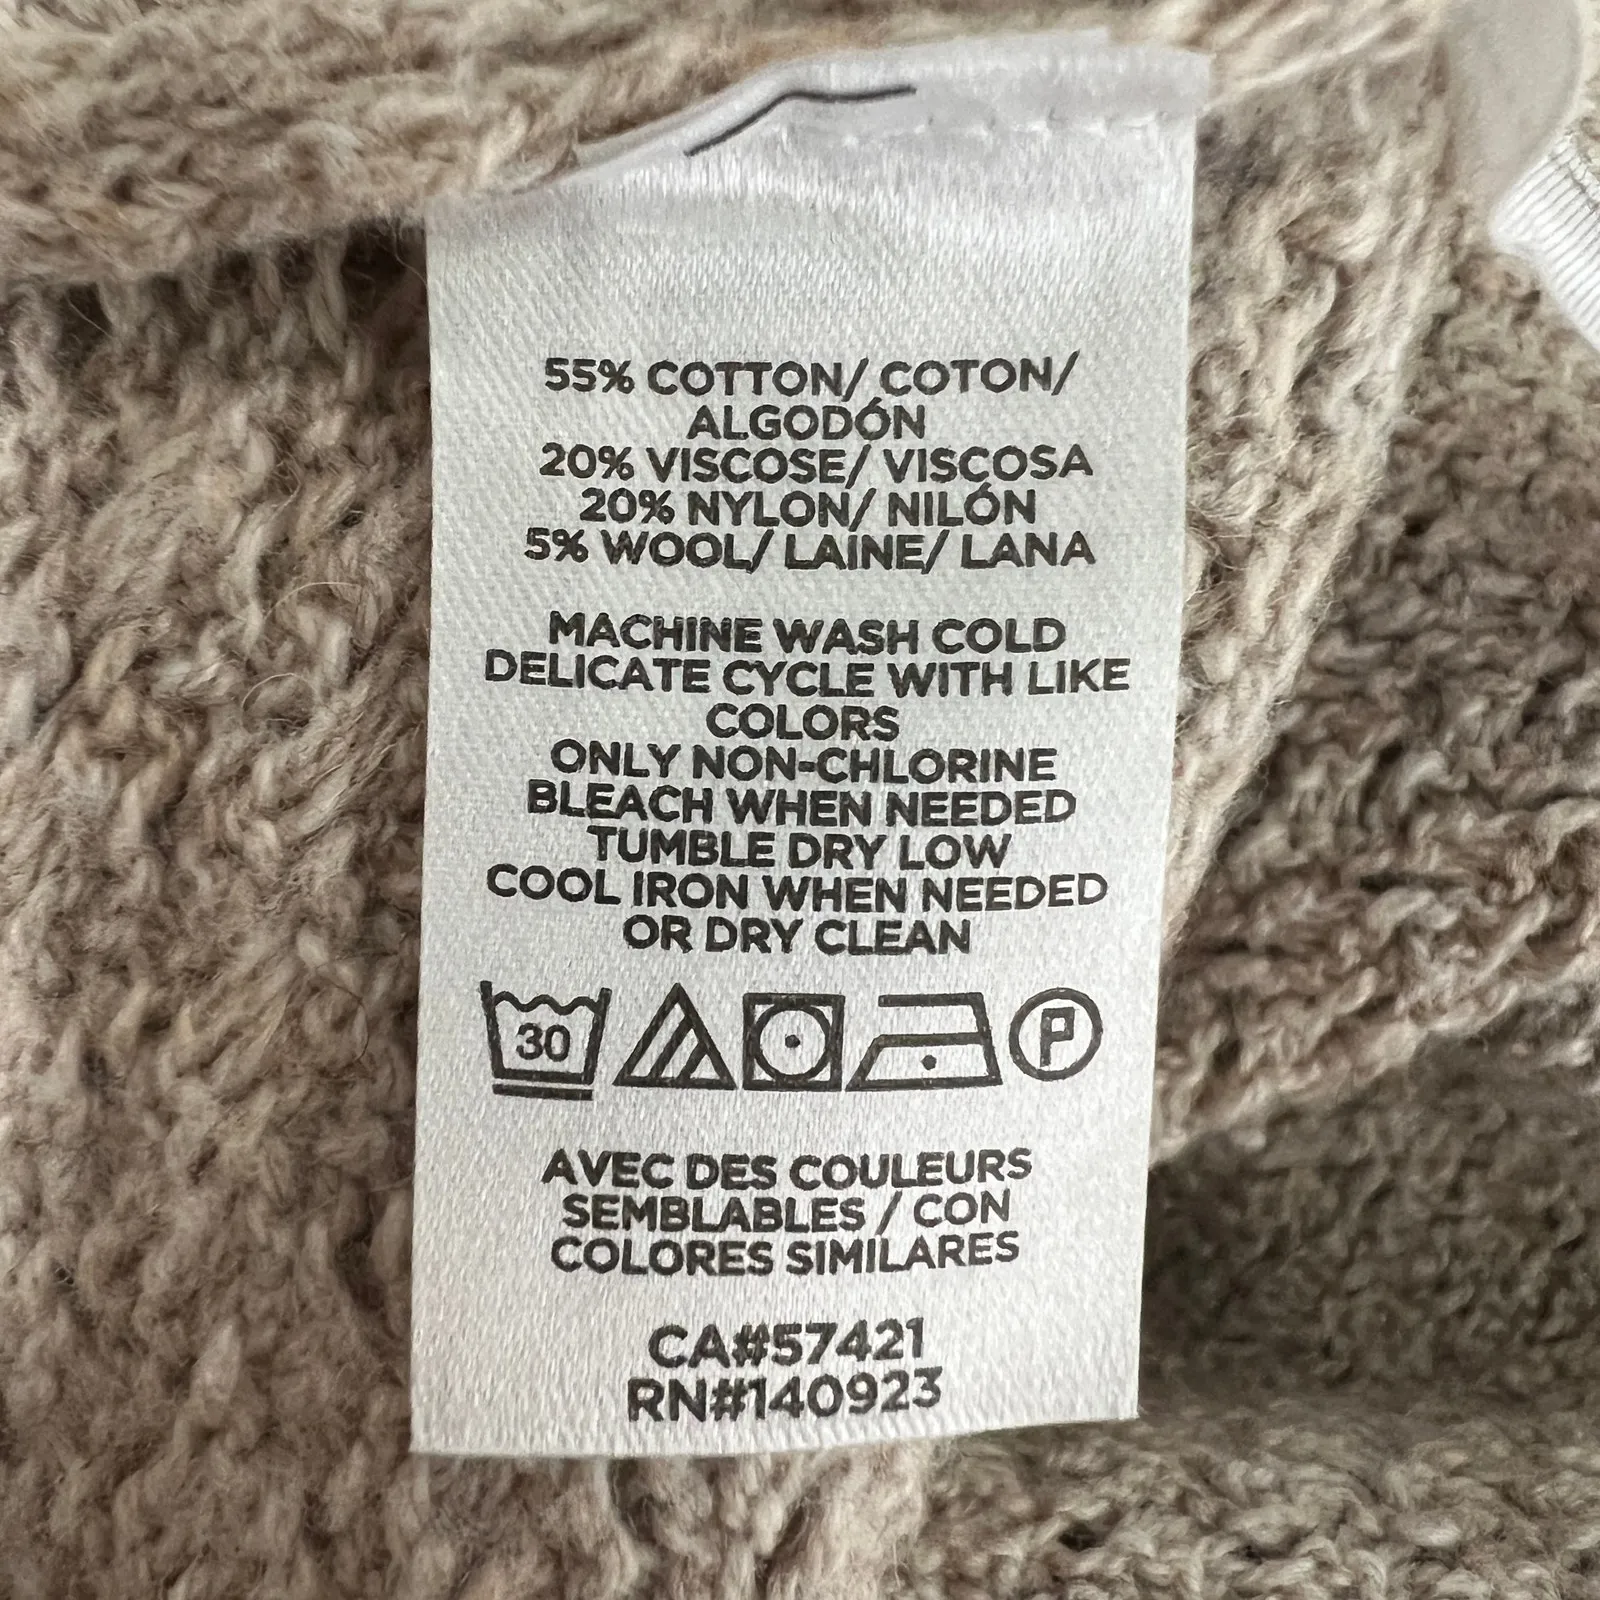 55% COTTON/ COTON/
ALGODÓN
20% VISCOSE/ VISCOSA
20% NYLON/ NILÓN
5% WOOL/ LAINE/ LANA
MACHINE WASH COLD
DELICATE CYCLE WITH LIKE
COLORS
ONLY NON-CHLORINE
BLEACH WHEN NEEDED
TUMBLE DRY LOW
COOL IRON WHEN NEEDED
OR DRY CLEAN
30 P
AVEC DES COULEURS
SEMBLABLES / CON
COLORES SIMILARES
CA#57421
RN#140923